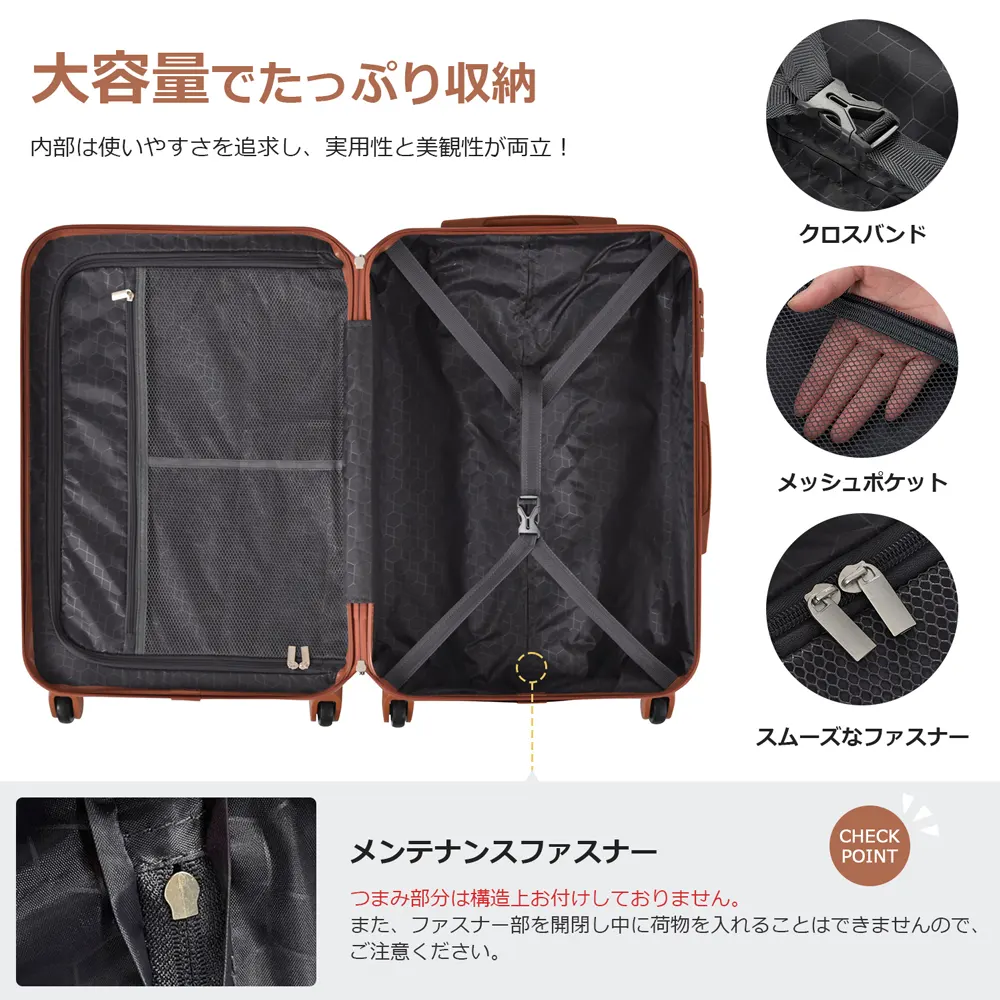 大容量でたっぷり収納
内部は使いやすさを追求し、実用性と美観性が両立！
クロスバンド
メッシュポケット
スムーズなファスナー
メンテナンスファスナー
CHECK
POINT
つまみ部分は構造上お付けしておりません。
また、ファスナー部を開閉し中に荷物を入れることはできませんので、
ご注意ください。